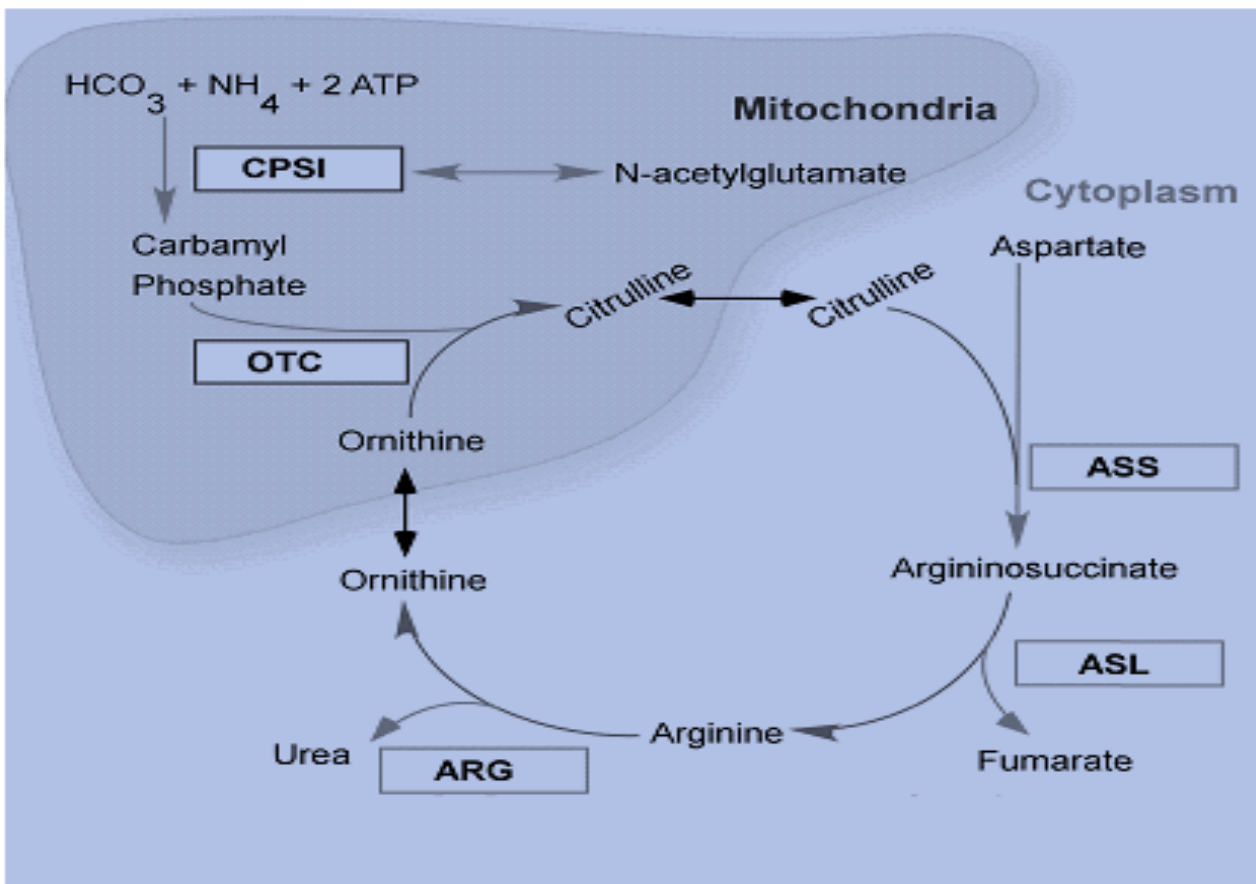 HCO3 + NH4 + 2 ATP
Mitochondria
CPSI
N-acetylglutamate
Cytoplasm
Carbamyl
Phosphate
Aspartate
Citrulline
Citrulline
OTC
Ornithine
ASS
Ornithine
Argininosuccinate
ASL
Arginine
Urea
ARG
Fumarate